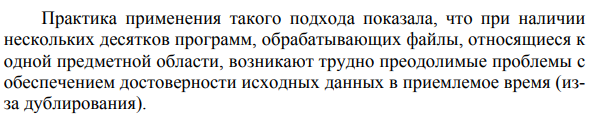 Практика применения такого подхода показала, что при наличии
нескольких десятков программ, обрабатывающих файлы, относящиеся к
одной предметной области, возникают трудно преодолимые проблемы с
обеспечением достоверности исходных данных в приемлемое время (из-
за дублирования).